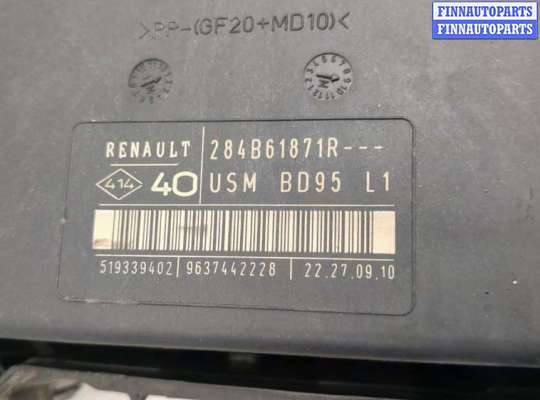 FINNAUTOPARTS
FINNAUTOPARTS
>PP-(GF20+MD10)<
RENAULT 284B61871R---
414 40 USM BD95 L1
519339402 9637442228 22.27.09.10